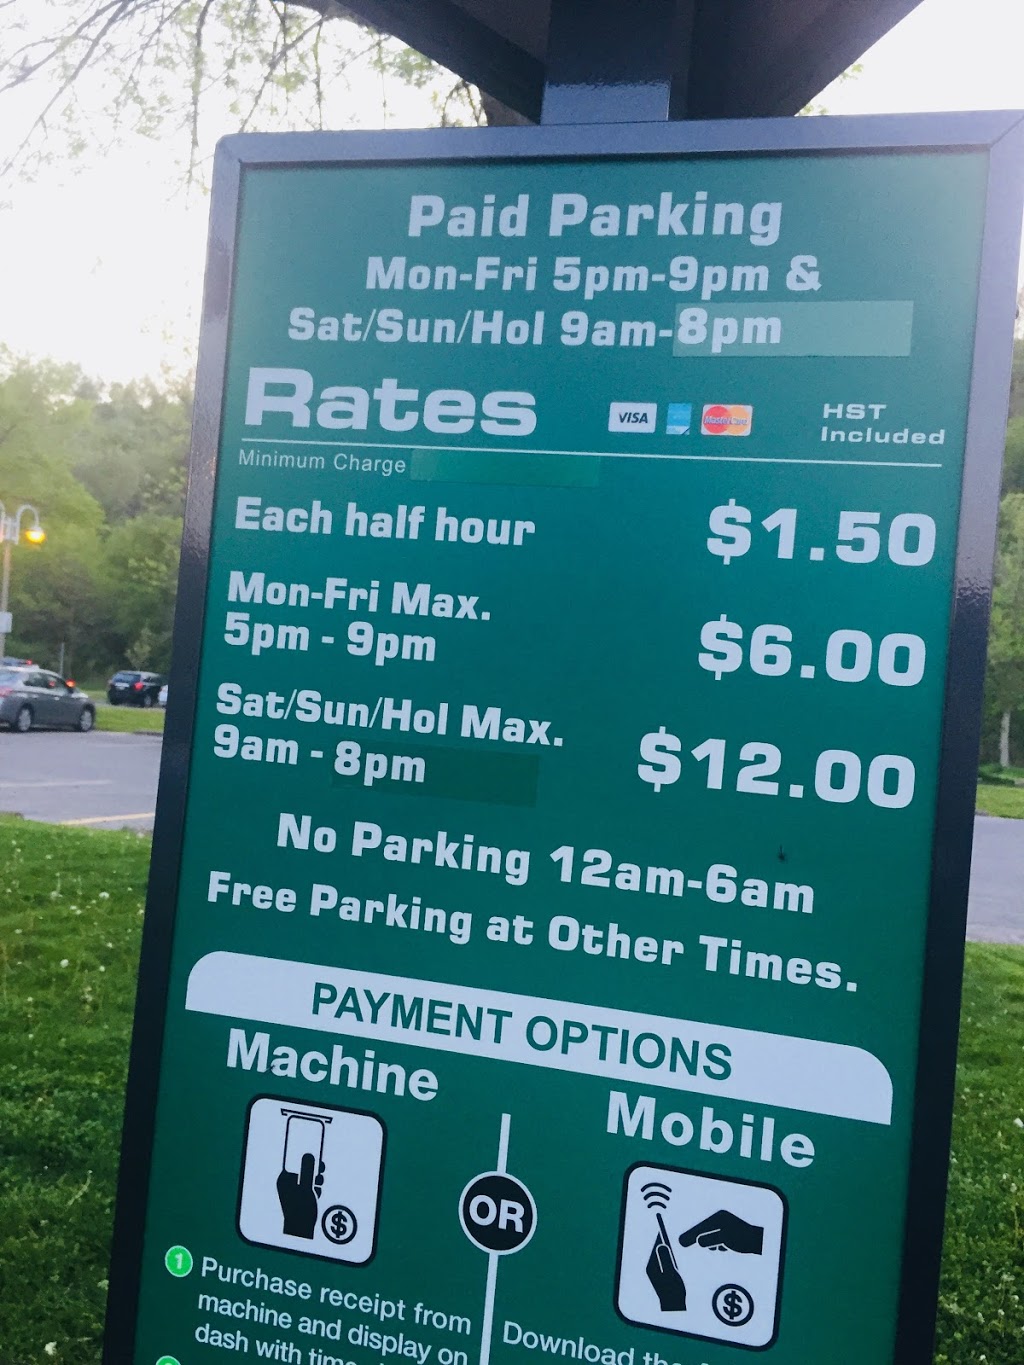 Paid Parking
Mon-Fri 5pm-9pm &
Sat/Sun/Hol 9am-8pm
Rates
VISA
MasterCard
HST
Included
Minimum Charge
Each half hour $1.50
Mon-Fri Max.
5pm - 9pm $6.00
Sat/Sun/Hol Max.
9am - 8pm $12.00
No Parking 12am-6am
Free Parking at Other Times.
PAYMENT OPTIONS
Machine
Mobile
$
OR
$
1 Purchase receipt from
machine and display on
dash with
Download